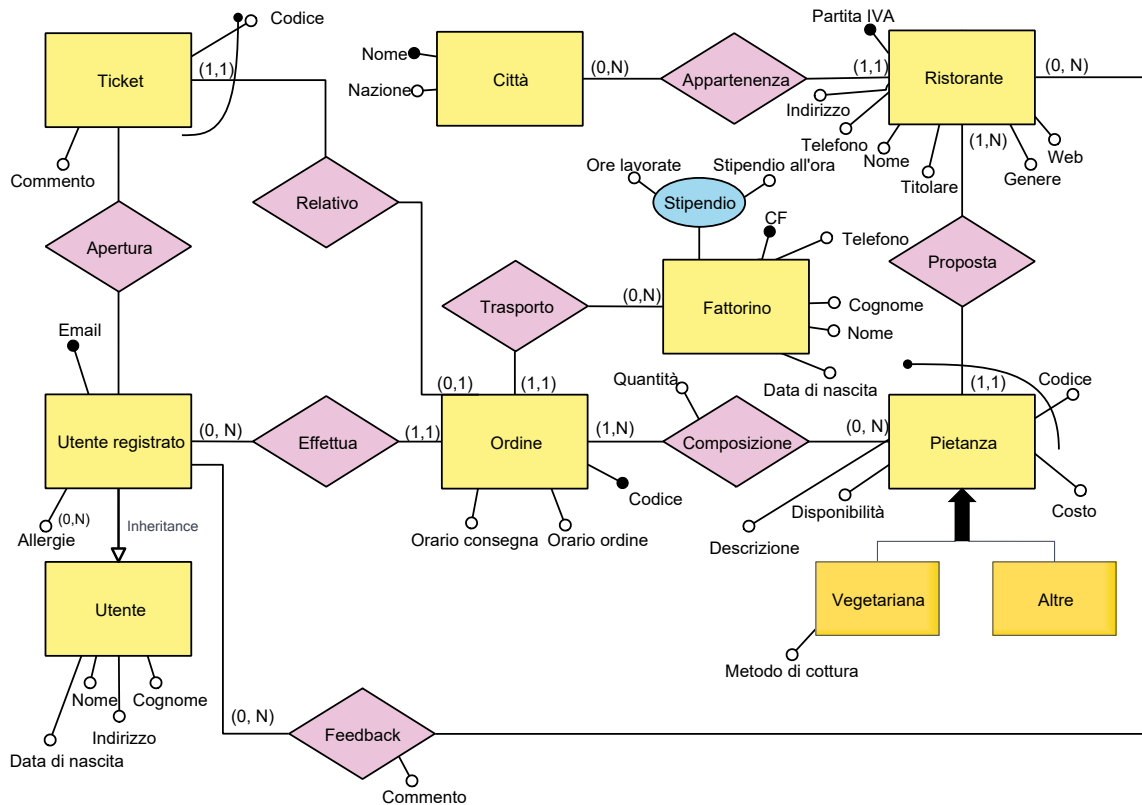 Codice
Partita IVA
Ticket
(1,1)
Nome
Città
(0,N)
Appartenenza
(1,1)
Ristorante
(0, N)
Nazione
Indirizzo
Telefono
Nome
Titolare
(1,N)
Genere
Web
Commento
Relativo
Ore lavorate
Stipendio all'ora
Stipendio
CF
Telefono
Apertura
Proposta
Trasporto
(0,N)
Fattorino
Cognome
Nome
Email
Data di nascita
(0,1)
(1,1)
Quantità
(1,1)
Codice
Utente registrato
(0, N)
Effettua
(1,1)
Ordine
(1,N)
Composizione
(0, N)
Pietanza
Codice
Costo
Disponibilità
Descrizione
(0,N)
Allergie
Inheritance
Orario consegna
Orario ordine
Utente
Vegetariana
Altre
Metodo di cottura
Nome
Cognome
Indirizzo
Data di nascita
(0, N)
Feedback
Commento